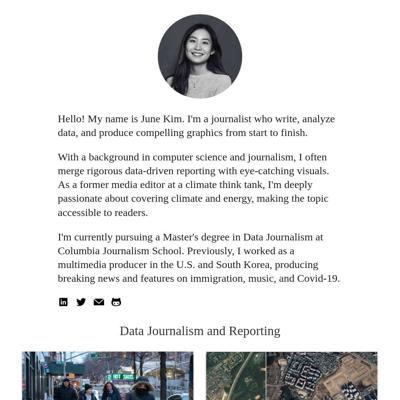 Hello! My name is June Kim. I'm a journalist who write, analyze
data, and produce compelling graphics from start to finish.
With a background in computer science and journalism, I often
merge rigorous data-driven reporting with eye-catching visuals.
As a former media editor at a climate think tank, I'm deeply
passionate about covering climate and energy, making the topic
accessible to readers.
I'm currently pursuing a Master's degree in Data Journalism at
Columbia Journalism School. Previously, I worked as a
multimedia producer in the U.S. and South Korea, producing
breaking news and features on immigration, music, and Covid-19.
Data Journalism and Reporting